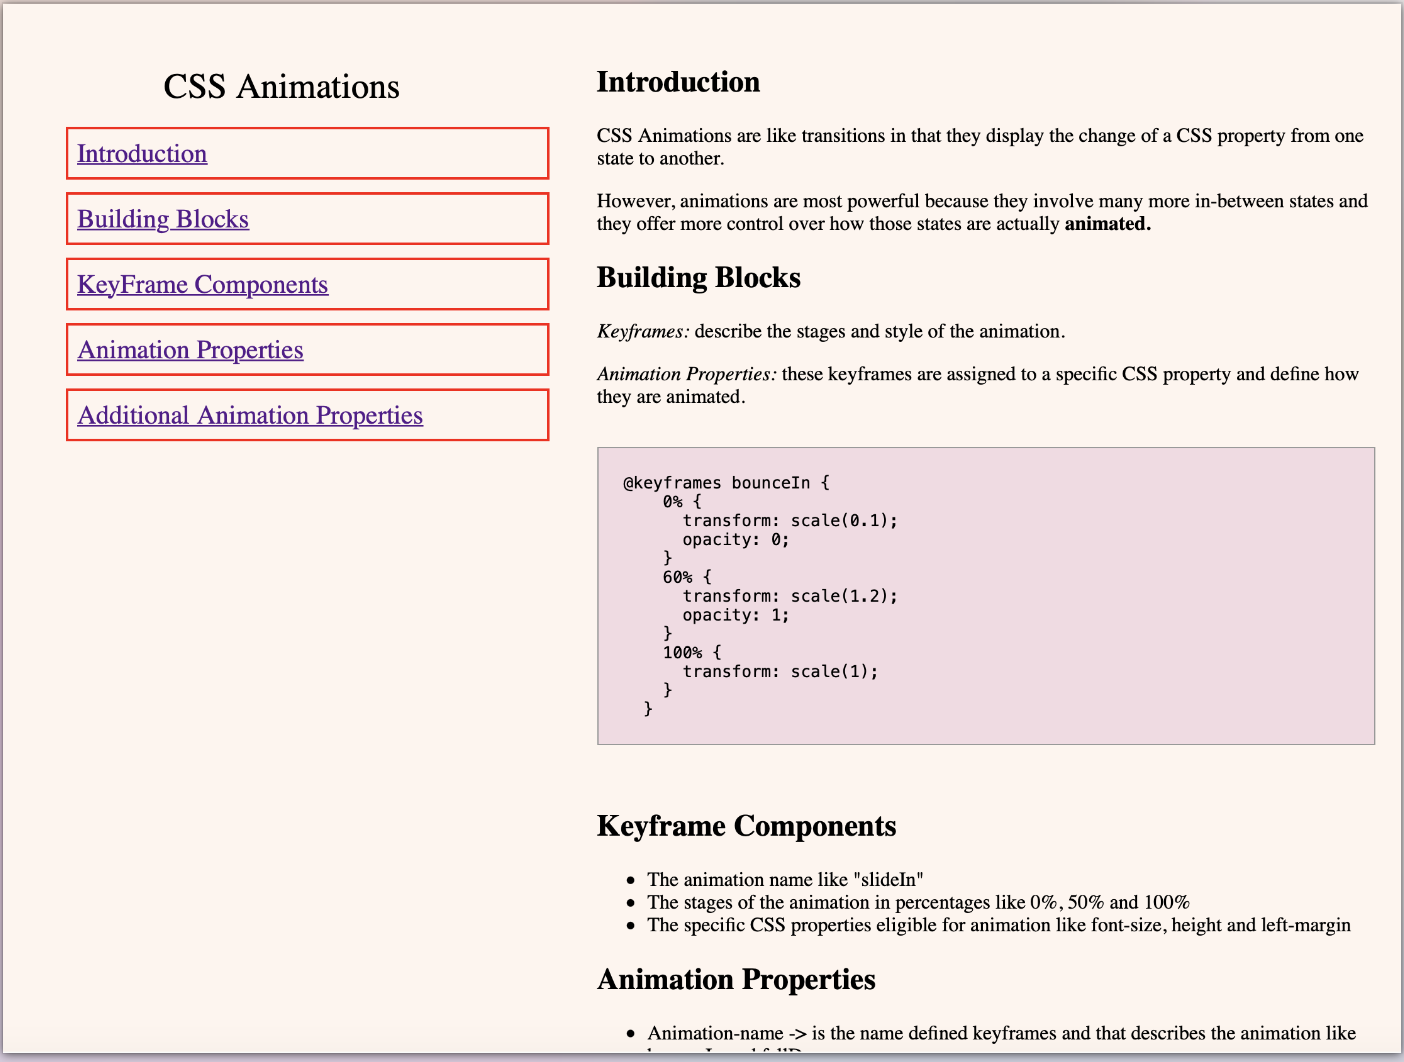 CSS Animations
Introduction
Building Blocks
KeyFrame Components
Animation Properties
Additional Animation Properties
Introduction
CSS Animations are like transitions in that they display the change of a CSS property from one
state to another.
However, animations are most powerful because they involve many more in-between states and
they offer more control over how those states are actually animated.
Building Blocks
Keyframes: describe the stages and style of the animation.
Animation Properties: these keyframes are assigned to a specific CSS property and define how
they are animated.
@keyframes bounceIn {
    0% {
      transform: scale(0.1);
      opacity: 0;
    }
    60% {
      transform: scale(1.2);
      opacity: 1;
    }
    100% {
      transform: scale(1);
    }
  }
Keyframe Components
• The animation name like "slideIn"
• The stages of the animation in percentages like 0%, 50% and 100%
• The specific CSS properties eligible for animation like font-size, height and left-margin
Animation Properties
• Animation-name -> is the name defined keyframes and that describes the animation like